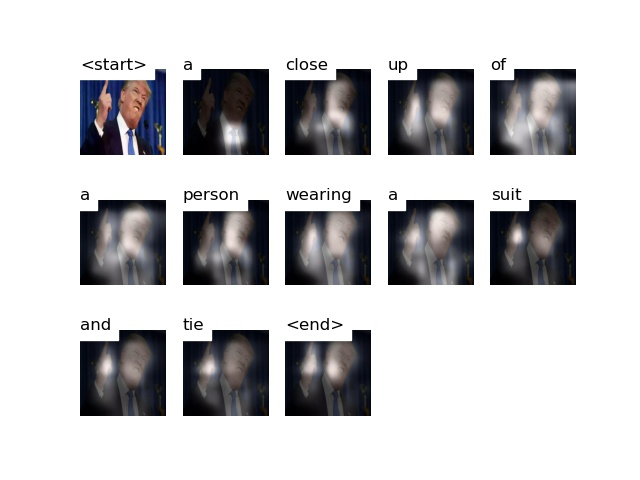 <start> a close up of
a person wearing a suit
and tie <end>